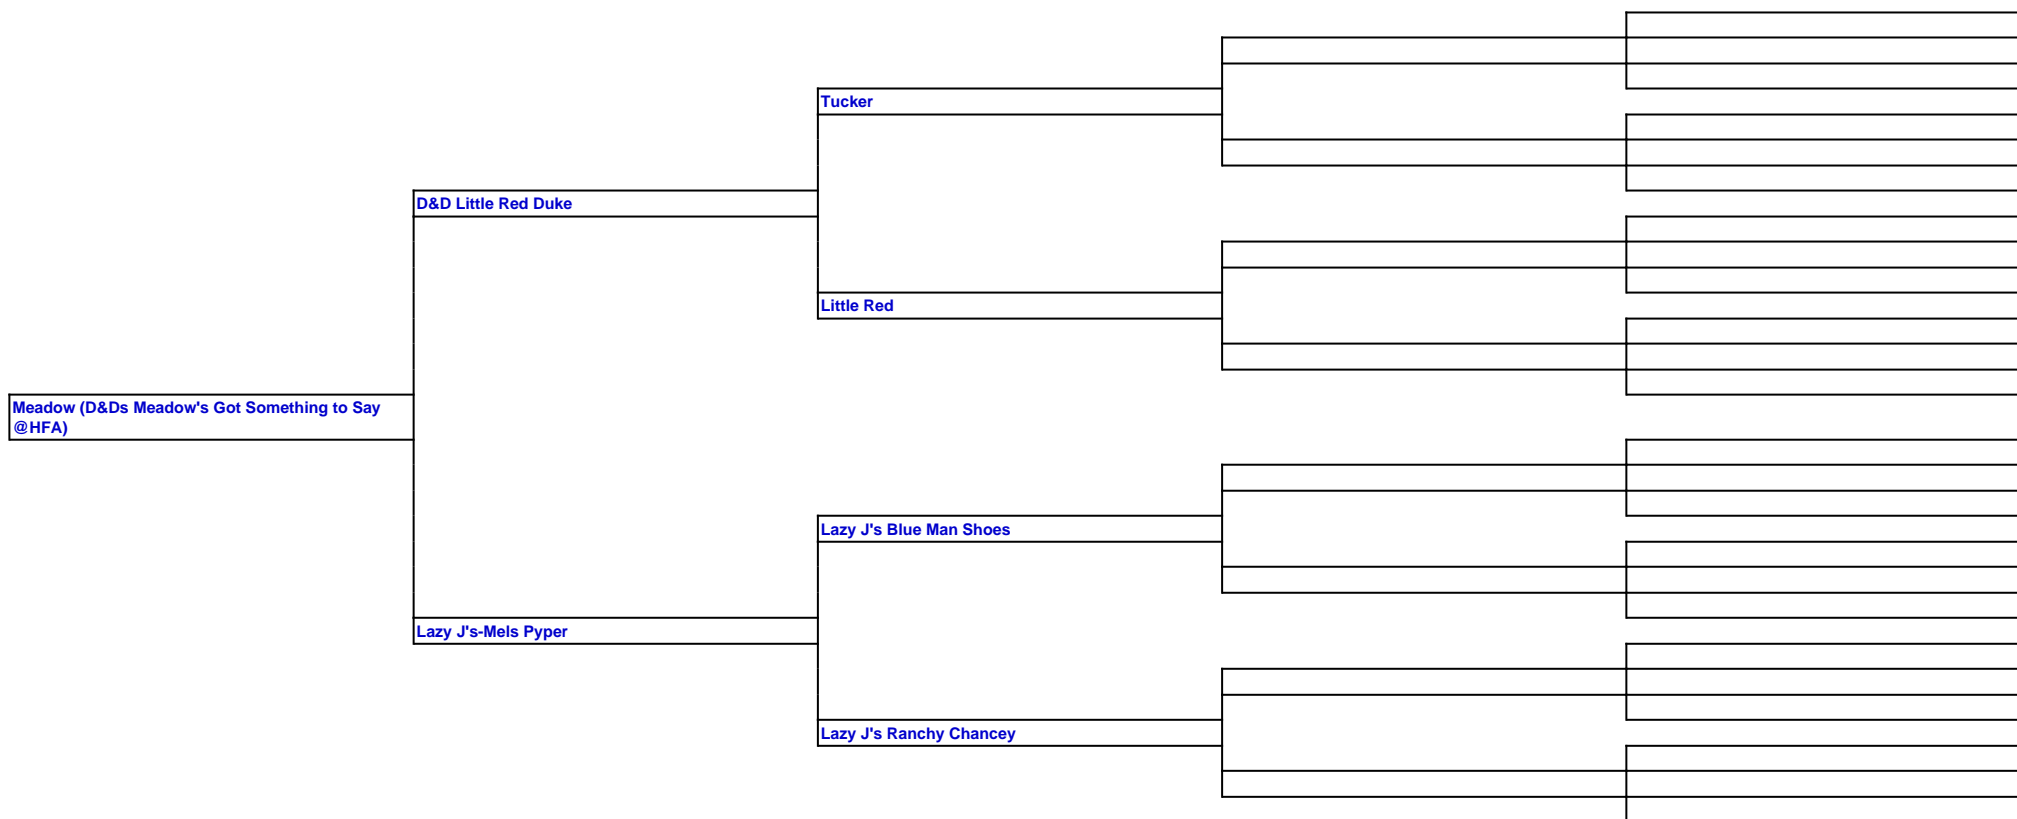 Tucker
D&D Little Red Duke
Little Red
Meadow (D&Ds Meadow's Got Something to Say
@HFA)
Lazy J's Blue Man Shoes
Lazy J's-Mels Pyper
Lazy J's Ranchy Chancey